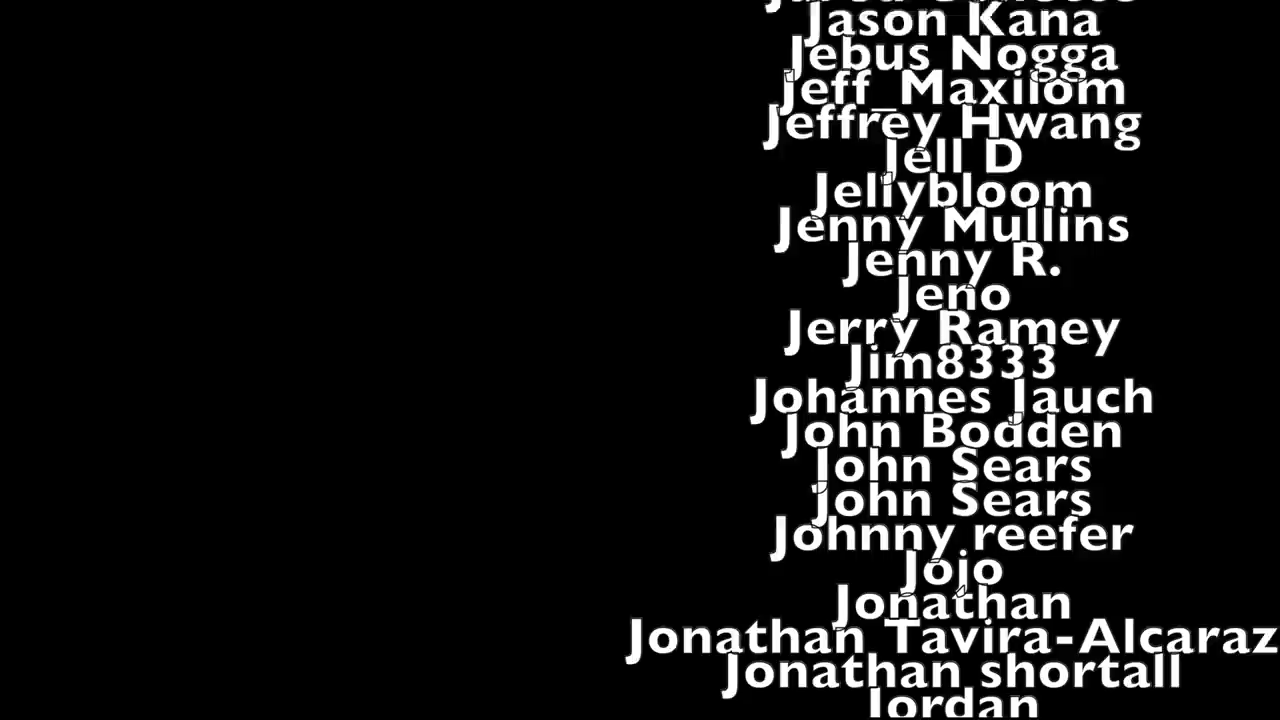 Jason Kana
Jebus Nogga
Jeff_Maxilom
Jeffrey Hwang
Jell D
Jellybloom
Jenny Mullins
Jenny R.
Jeno
Jerry Ramey
Jim8333
Johannes Jauch
John Bodden
John Sears
John Sears
Johnny reefer
Jojo
Jonathan
Jonathan Tavira-Alcaraz
Jonathan shortall
Jordan